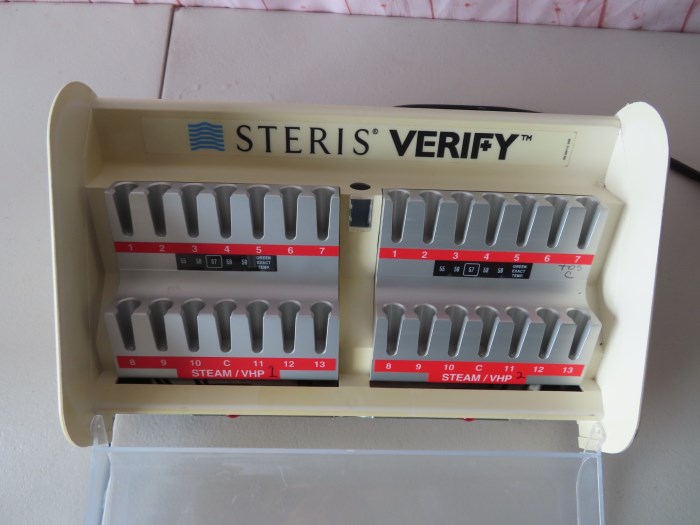 STERIS® VERIFY™
1 2 3 4 5 6 7
55 56 57 58 59 GREEN EXACT TEMP.
8 9 10 C 11 12 13
STEAM / VHP 1
1 2 3 4 5 6 7
55 56 57 58 59 GREEN EXACT TEMP.
8 9 10 C 11 12 13
STEAM / VHP 2